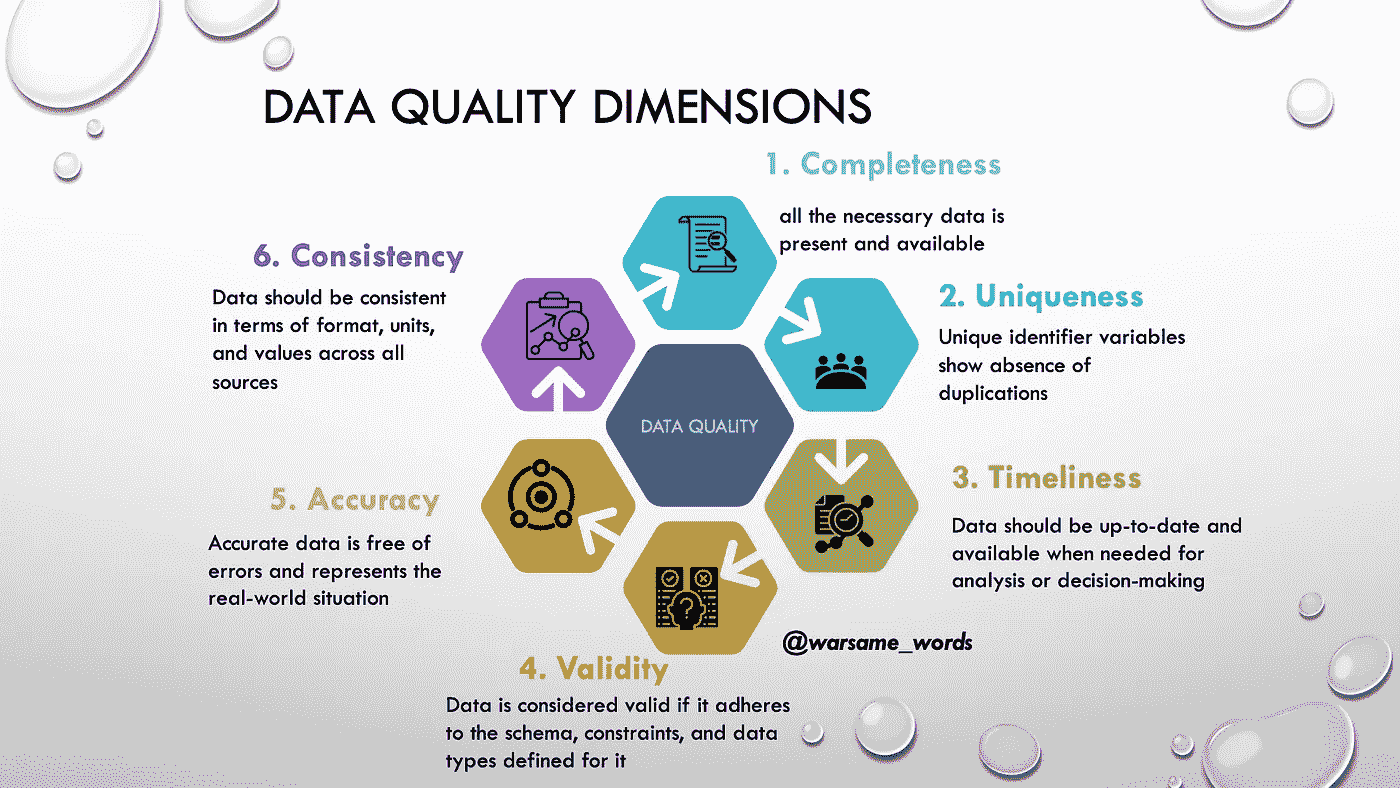 DATA QUALITY DIMENSIONS
1. Completeness
all the necessary data is
present and available
2. Uniqueness
Unique identifier variables
show absence of
duplications
3. Timeliness
Data should be up-to-date and
available when needed for
analysis or decision-making
@warsame_words
4. Validity
Data is considered valid if it adheres
to the schema, constraints, and data
types defined for it
5. Accuracy
Accurate data is free of
errors and represents the
real-world situation
6. Consistency
Data should be consistent
in terms of format, units,
and values across all
sources
DATA QUALITY